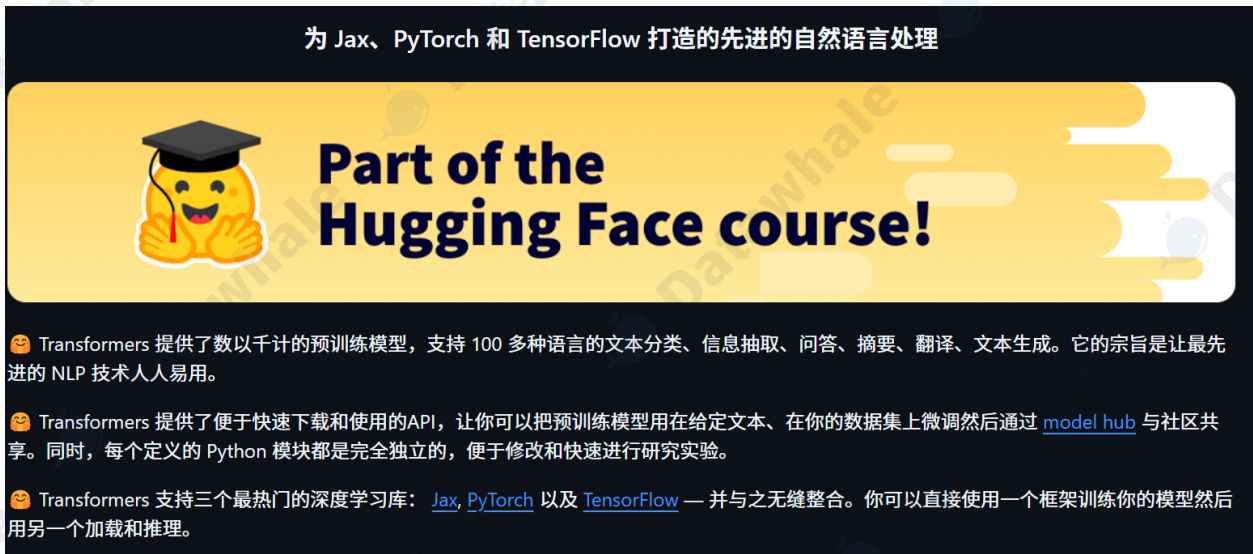 为 Jax、PyTorch 和 TensorFlow 打造的先进的自然语言处理
Part of the
Hugging Face course!
🤗 Transformers 提供了数以千计的预训练模型，支持 100 多种语言的文本分类、信息抽取、问答、摘要、翻译、文本生成。它的宗旨是让最先
进的 NLP 技术人人易用。
🤗 Transformers 提供了便于快速下载和使用的API，让你可以把预训练模型用在给定文本、在你的数据集上微调然后通过 model hub 与社区共
享。同时，每个定义的 Python 模块都是完全独立的，便于修改和快速进行研究实验。
🤗 Transformers 支持三个最热门的深度学习库： Jax, PyTorch 以及 TensorFlow — 并与之无缝整合。你可以直接使用一个框架训练你的模型然后
用另一个加载和推理。
Datawhale